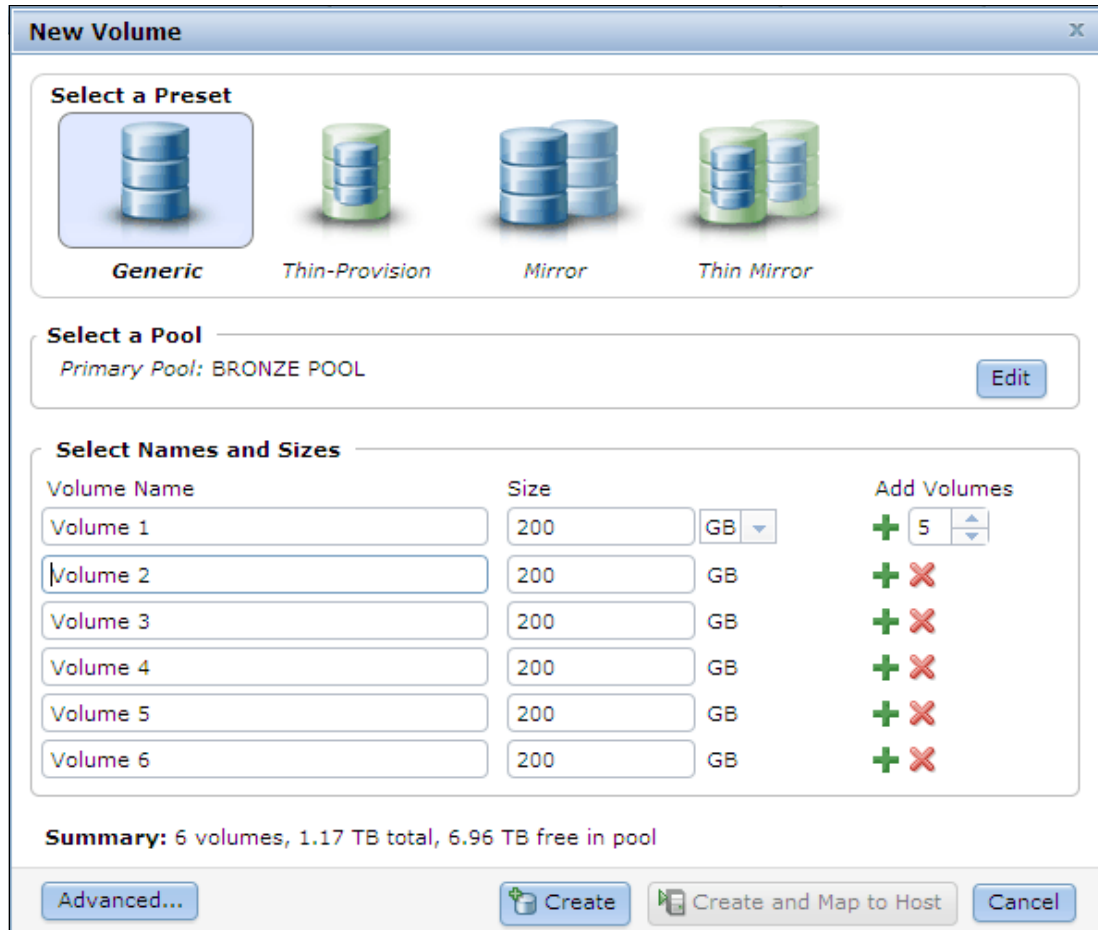 New Volume x
Select a Preset
Generic Thin-Provision Mirror Thin Mirror
Select a Pool
Primary Pool: BRONZE POOL
Edit
Select Names and Sizes
Volume Name Size Add Volumes
Volume 1 200 GB 5
Volume 2 200 GB
Volume 3 200 GB
Volume 4 200 GB
Volume 5 200 GB
Volume 6 200 GB
Summary: 6 volumes, 1.17 TB total, 6.96 TB free in pool
Advanced... Create Create and Map to Host Cancel